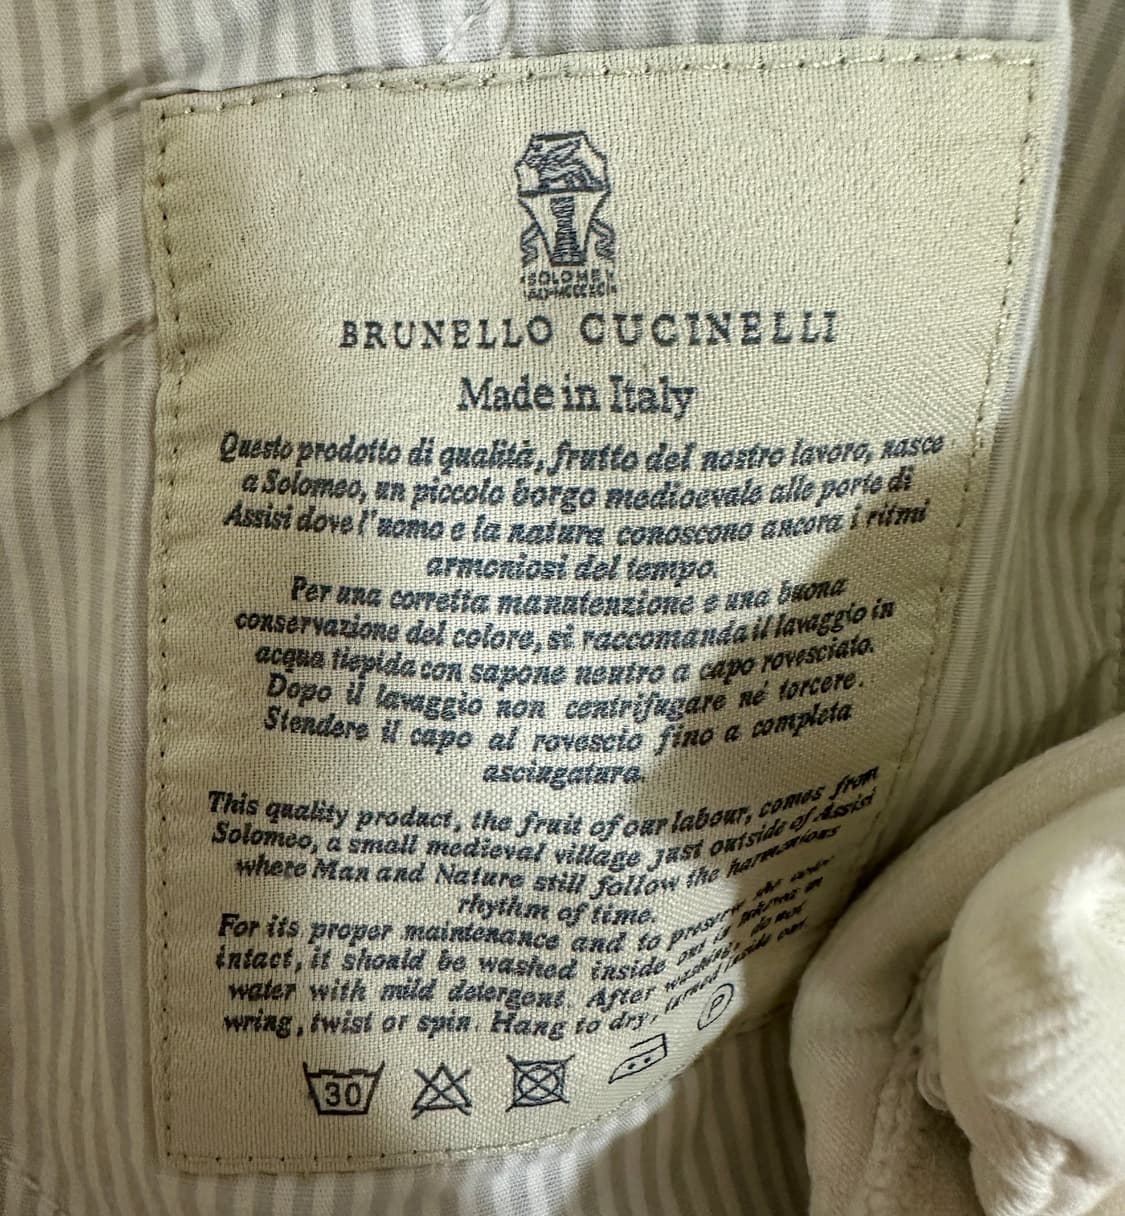 SOLOMEO
BRUNELLO CUCINELLI
Made in Italy
Questo prodotto di qualità, frutto del nostro lavoro, nasce
a Solomeo, un piccolo borgo medioevale alle porte di
Assisi dove l'uomo e la natura conoscono ancora i ritmi
armoniosi del tempo.
Per una corretta manutenzione e una buona
conservazione del colore, si raccomanda il lavaggio in
acqua tiepida con sapone neutro a capo rovesciato.
Dopo il lavaggio non centrifugare né torcere.
Stendere il capo al rovescio fino a completa
asciugatura.
This quality product, the fruit of our labour, comes from
Solomeo, a small medieval village just outside of Assisi
where Man and Nature still follow the harmonious
rhythm of time.
For its proper maintenance and to preserve the color
intact, it should be washed inside out in
water with mild detergent. After washing, do not
wring, twist or spin. Hang to dry, turned inside out.
30
P